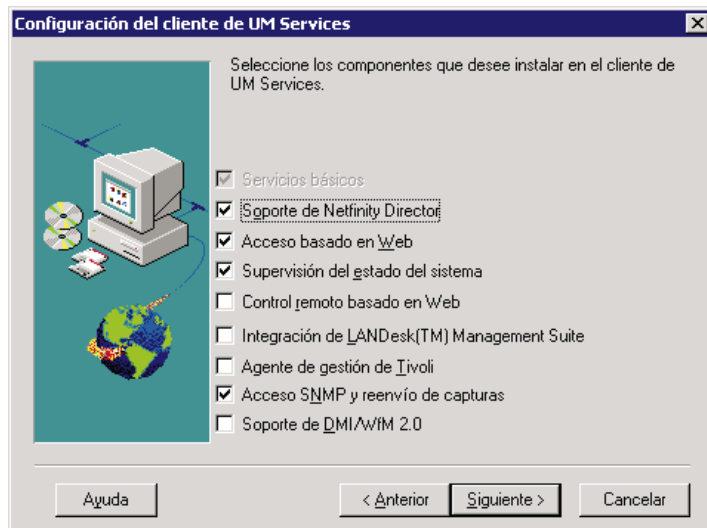 Configuración del cliente de UM Services
Seleccione los componentes que desee instalar en el cliente de
UM Services.
Servicios básicos
Soporte de Netfinity Director
Acceso basado en Web
Supervisión del estado del sistema
Control remoto basado en Web
Integración de LANDesk(TM) Management Suite
Agente de gestión de Tivoli
Acceso SNMP y reenvío de capturas
Soporte de DMI/WfM 2.0
Ayuda
< Anterior
Siguiente >
Cancelar